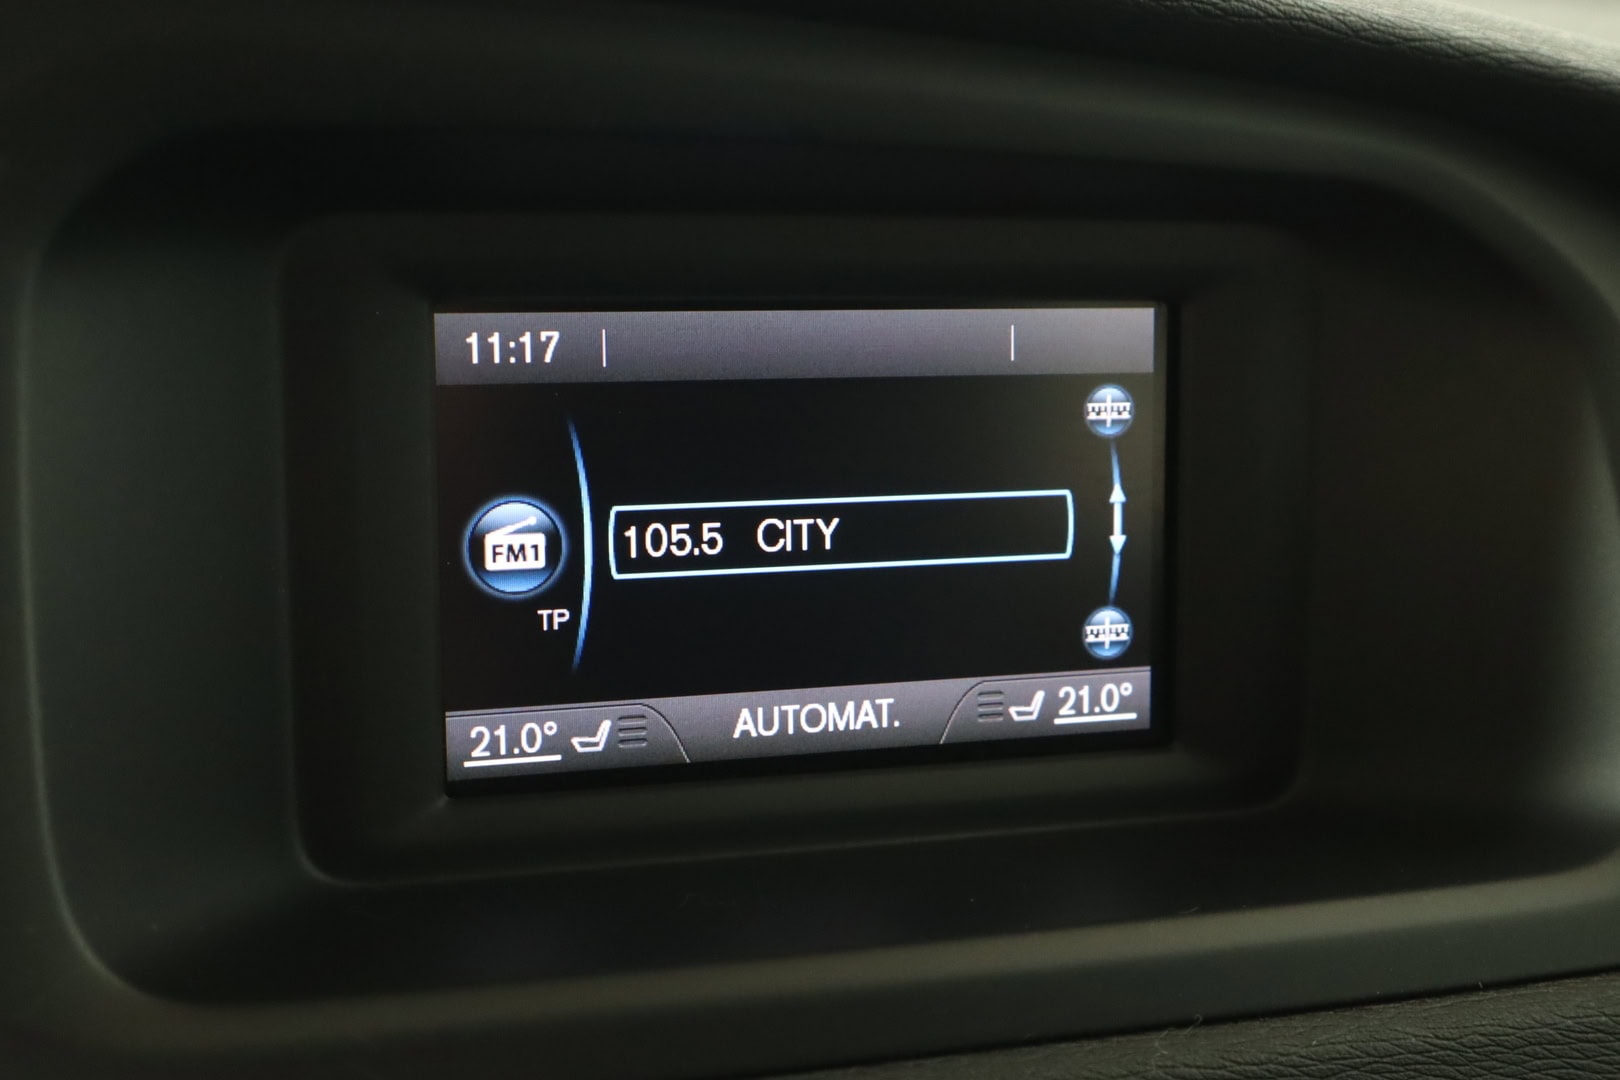 11:17
105.5 CITY
FM1
TP
21.0°
AUTOMAT.
21.0°